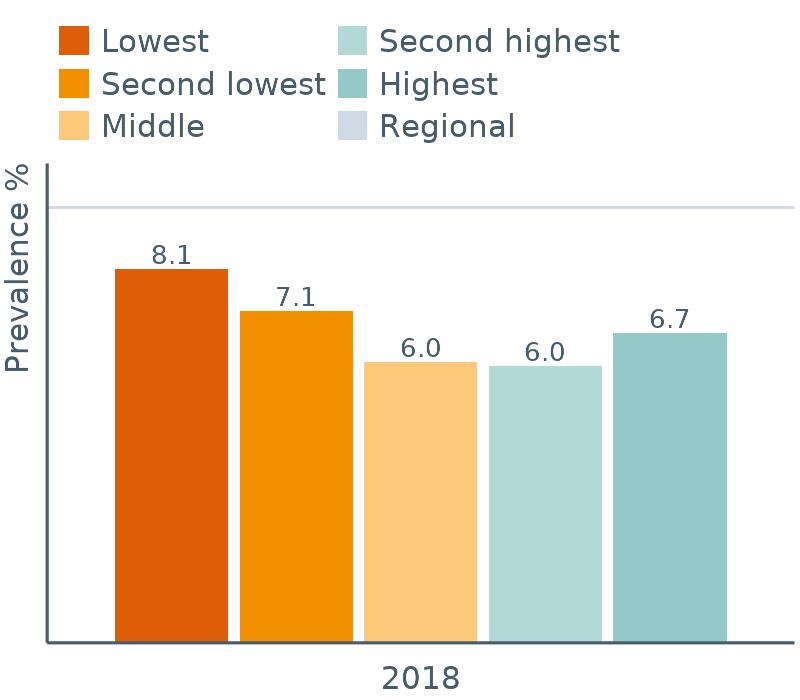 Lowest
Second lowest
Middle
Second highest
Highest
Regional
Prevalence %
8.1
7.1
6.0
6.0
6.7
2018